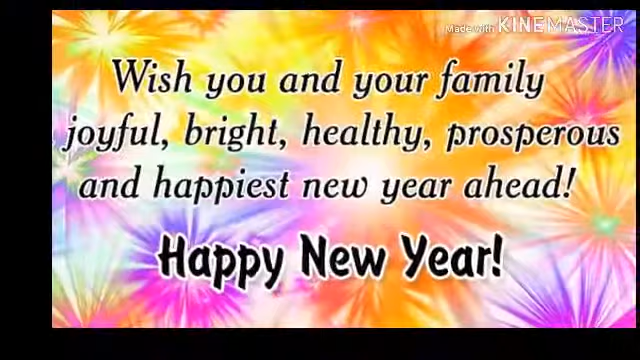 Made with KINEMASTER
Wish you and your family
joyful, bright, healthy, prosperous
and happiest new year ahead!
Happy New Year!